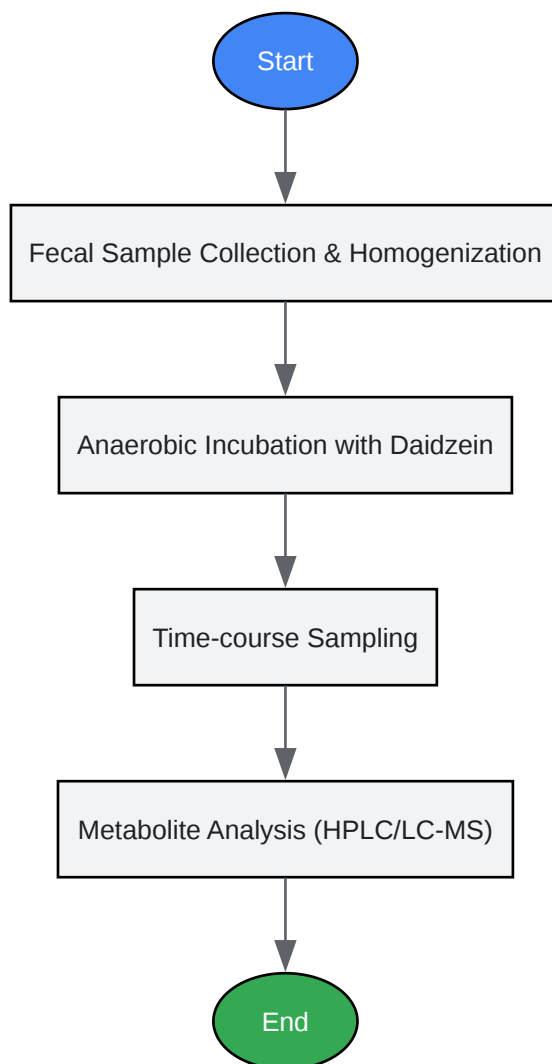 Start
Fecal Sample Collection & Homogenization
Anaerobic Incubation with Daidzein
Time-course Sampling
Metabolite Analysis (HPLC/LC-MS)
End